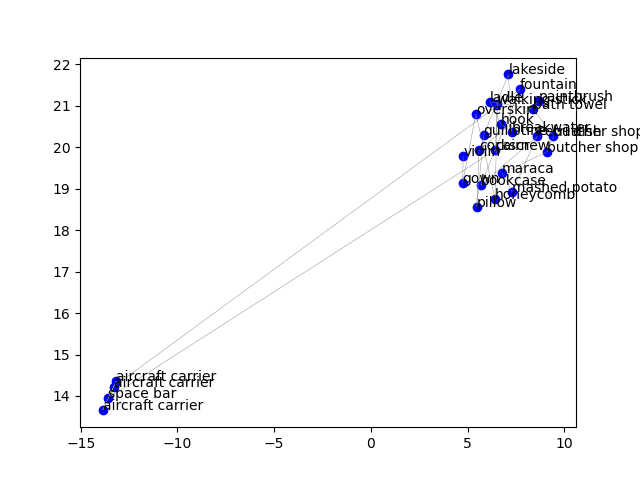 22
21
20
19
18
17
16
15
14
−15
−10
−5
0
5
10
lakeside
fountain
paintbrush
bath towel
walking stick
overskirt
hook
breakwater
butcher shop
butcher shop
violin
maraca
gown
bookcase
mashed potato
honeycomb
pillow
aircraft carrier
aircraft carrier
space bar
aircraft carrier